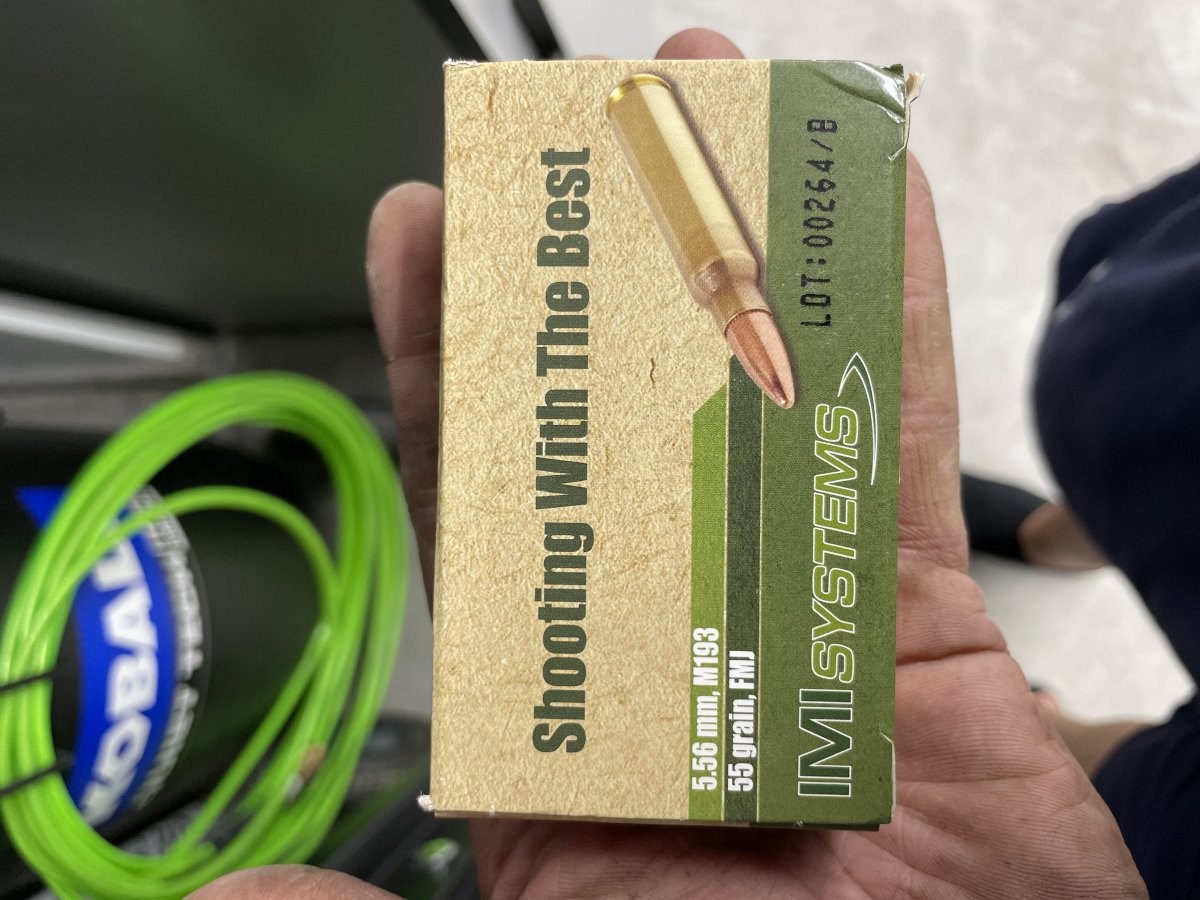 Shooting With The Best
5.56 mm, M193
55 grain, FMJ
IMI SYSTEMS
LOT:00264/B